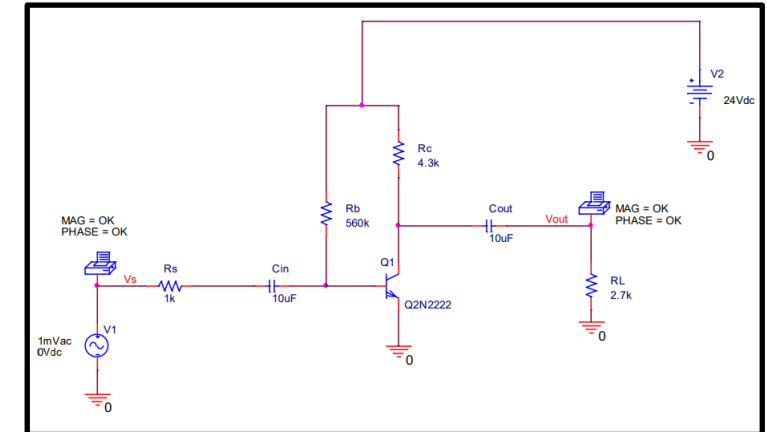 V2
24Vdc
0
Rc
4.3k
Rb
560k
MAG = OK
PHASE = OK
Cout
10uF
Vout
MAG = OK
PHASE = OK
Vs
Rs
1k
Cin
10uF
Q1
Q2N2222
RL
2.7k
0
V1
1mVac
0Vdc
0
0